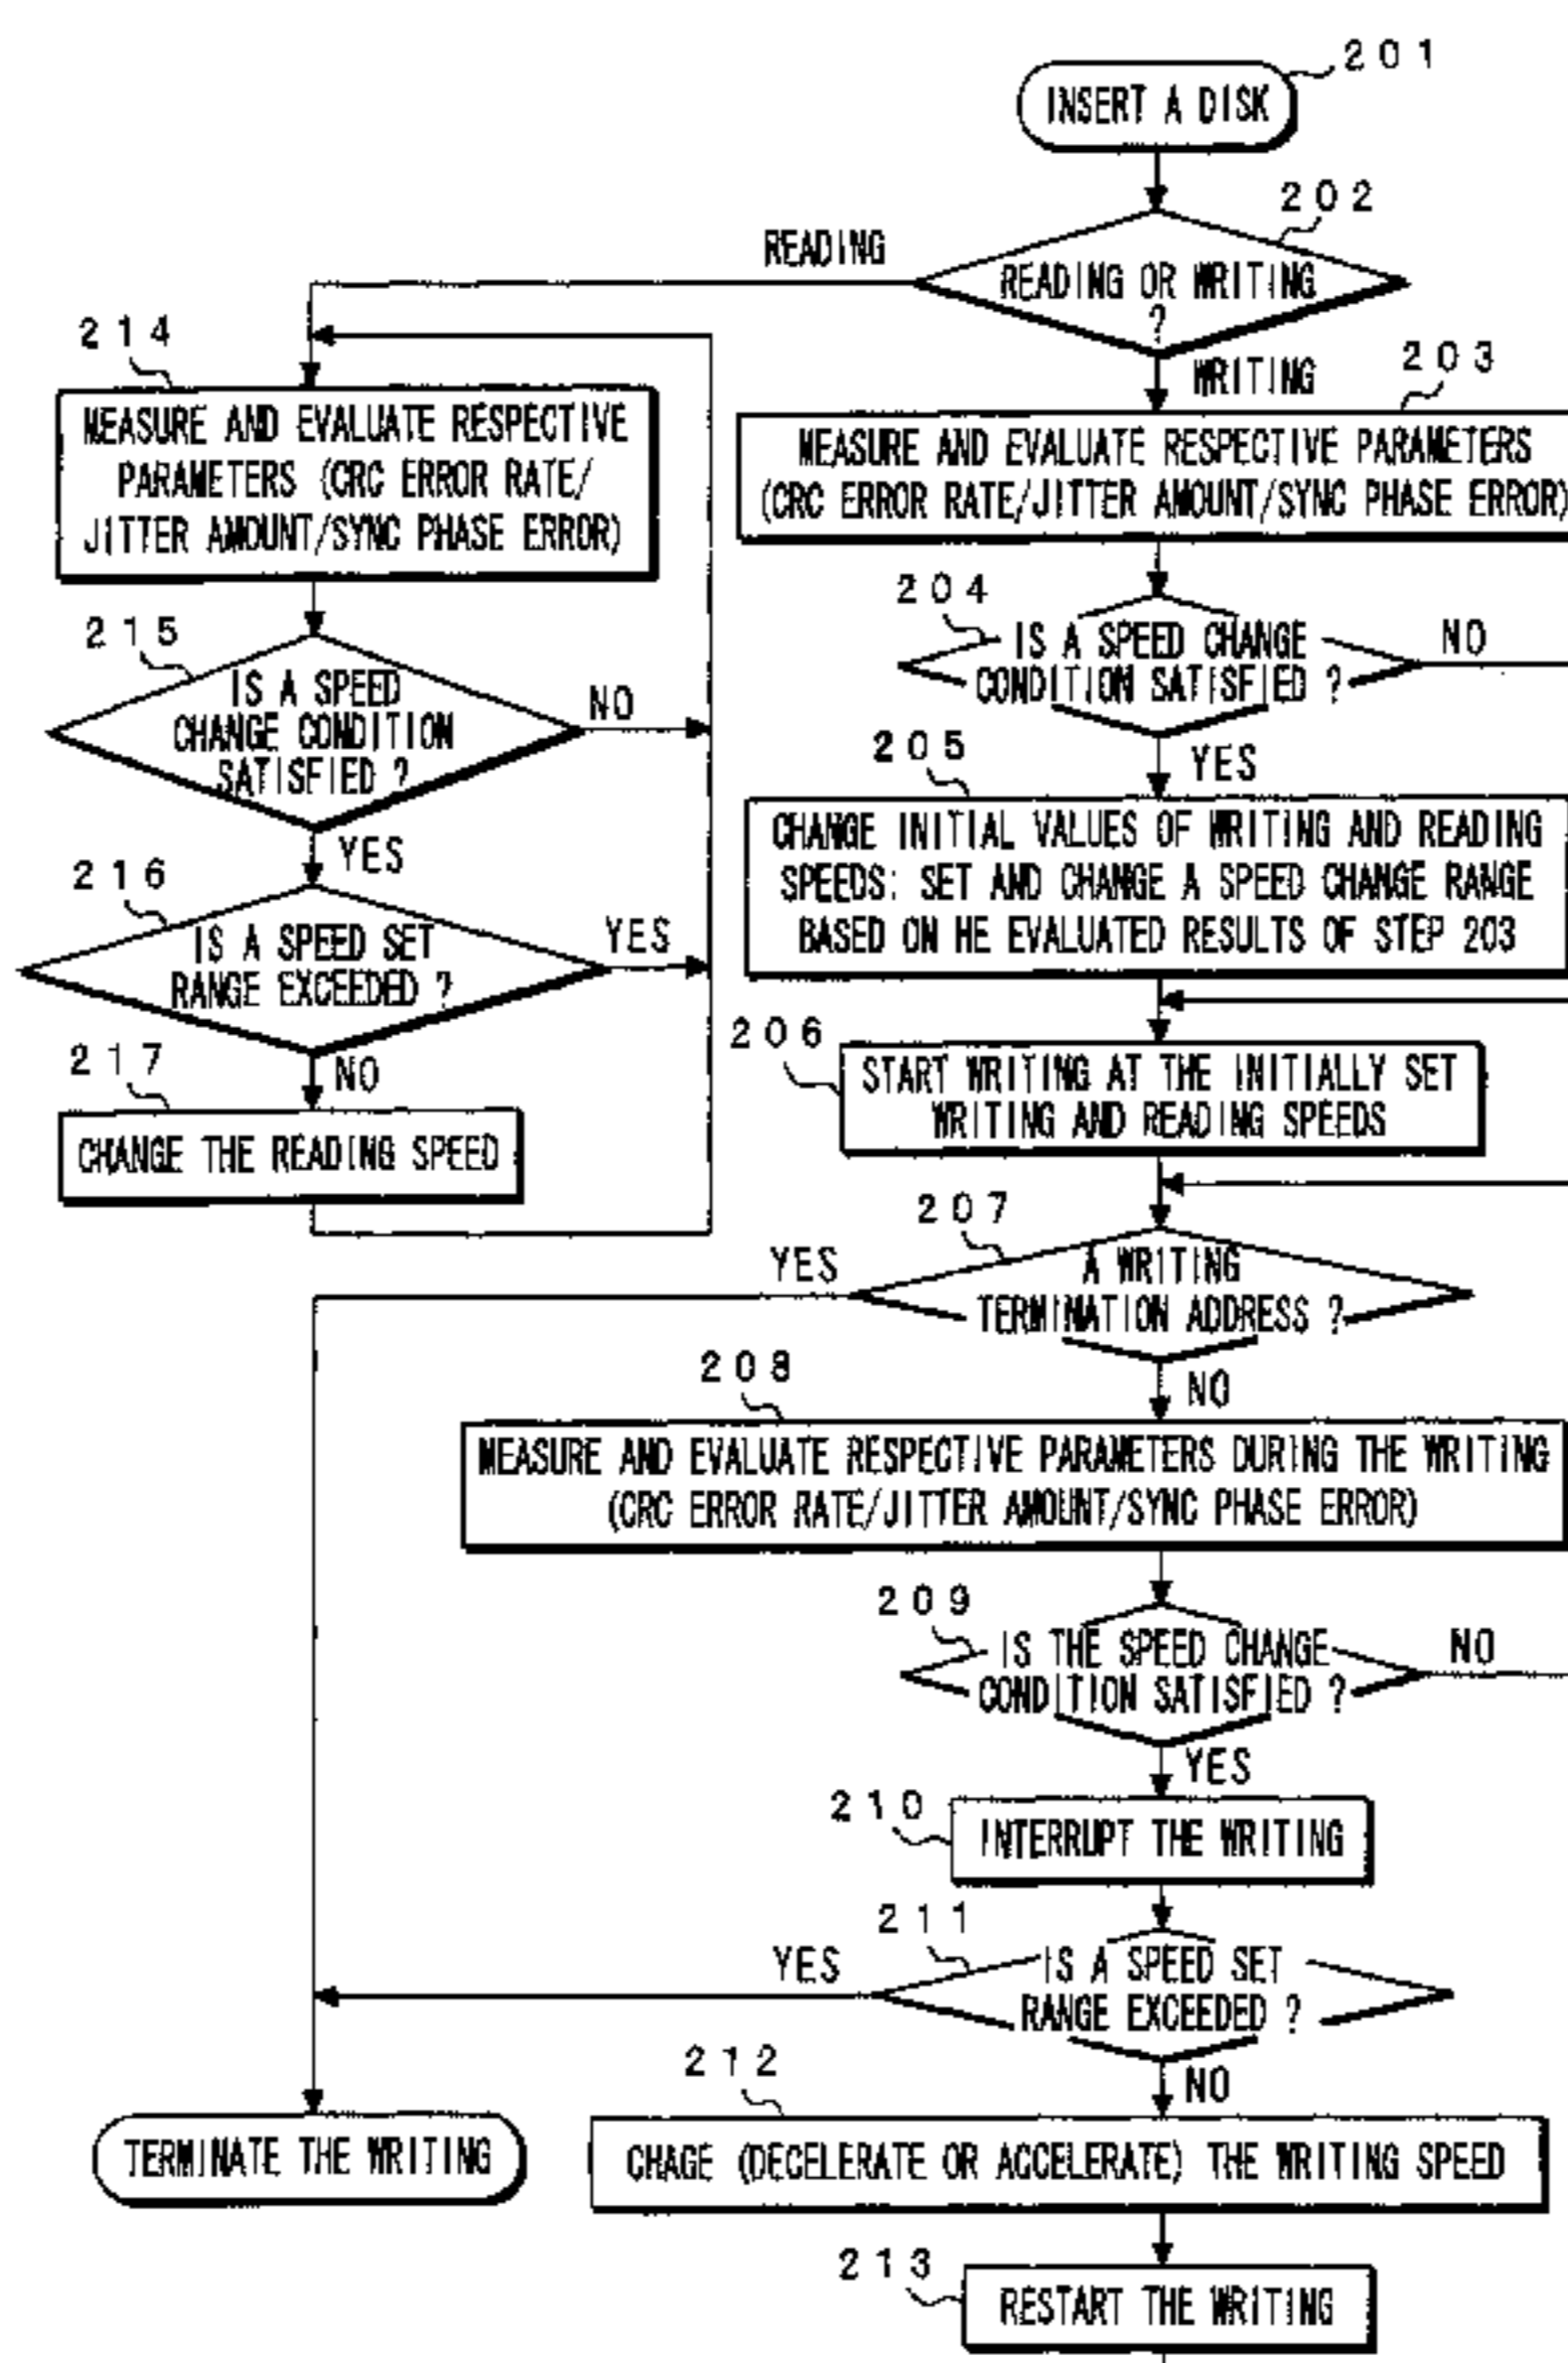 201
INSERT A DISK
202
READING
READING OR WRITING
?
WRITING
214
MEASURE AND EVALUATE RESPECTIVE
PARAMETERS (CRC ERROR RATE/
JITTER AMOUNT/SYNC PHASE ERROR)
203
MEASURE AND EVALUATE RESPECTIVE PARAMETERS
(CRC ERROR RATE/JITTER AMOUNT/SYNC PHASE ERROR)
215
IS A SPEED
CHANGE CONDITION
SATISFIED ?
NO
YES
204
IS A SPEED CHANGE
CONDITION SATISFIED ?
NO
YES
205
CHANGE INITIAL VALUES OF WRITING AND READING
SPEEDS: SET AND CHANGE A SPEED CHANGE RANGE
BASED ON HE EVALUATED RESULTS OF STEP 203
216
IS A SPEED SET
RANGE EXCEEDED ?
YES
NO
217
CHANGE THE READING SPEED
206
START WRITING AT THE INITIALLY SET
WRITING AND READING SPEEDS
207
YES
A WRITING
TERMINATION ADDRESS ?
NO
208
MEASURE AND EVALUATE RESPECTIVE PARAMETERS DURING THE WRITING
(CRC ERROR RATE/JITTER AMOUNT/SYNC PHASE ERROR)
209
IS THE SPEED CHANGE
CONDITION SATISFIED ?
NO
YES
210
INTERRUPT THE WRITING
211
YES
IS A SPEED SET
RANGE EXCEEDED ?
NO
212
CHAGE (DECELERATE OR ACCELERATE) THE WRITING SPEED
TERMINATE THE WRITING
213
RESTART THE WRITING